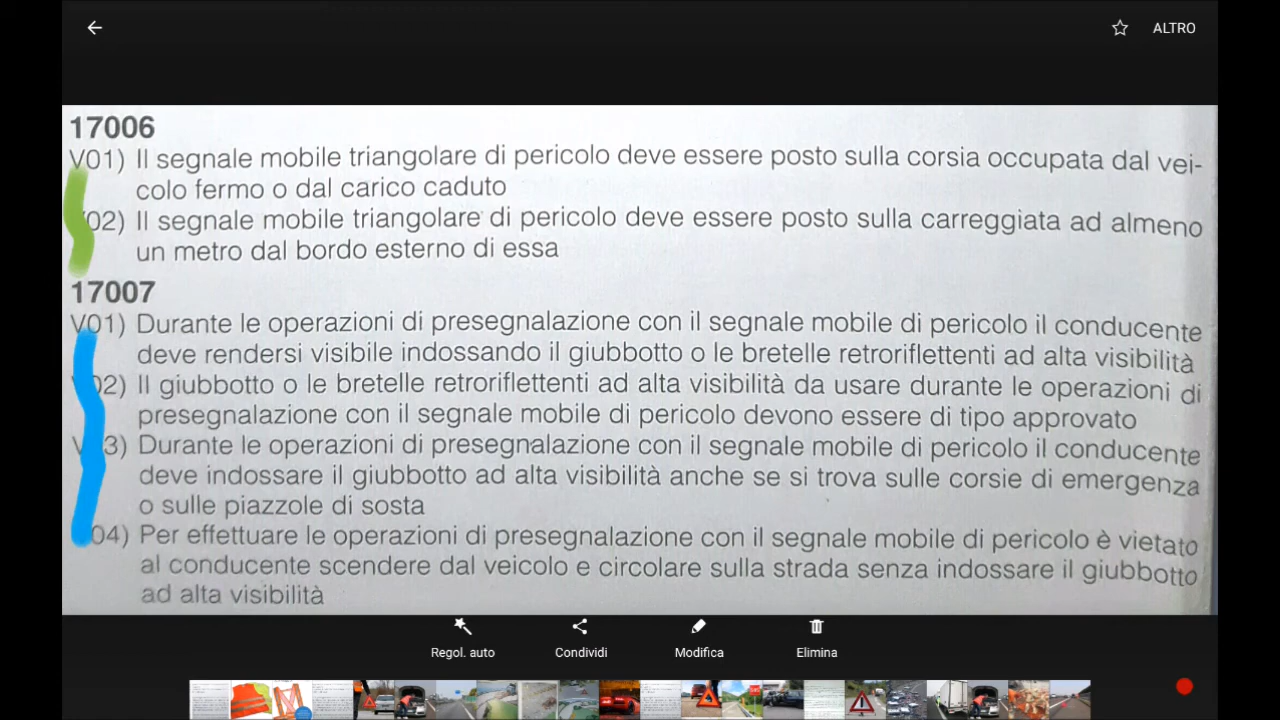 ALTRO
17006
V01) Il segnale mobile triangolare di pericolo deve essere posto sulla corsia occupata dal vei-
colo fermo o dal carico caduto
02) Il segnale mobile triangolare di pericolo deve essere posto sulla carreggiata ad almeno
un metro dal bordo esterno di essa
17007
V01) Durante le operazioni di presegnalazione con il segnale mobile di pericolo il conducente
deve rendersi visibile indossando il giubbotto o le bretelle retroriflettenti ad alta visibilità
02) Il giubbotto o le bretelle retroriflettenti ad alta visibilità da usare durante le operazioni di
presegnalazione con il segnale mobile di pericolo devono essere di tipo approvato
V 3) Durante le operazioni di presegnalazione con il segnale mobile di pericolo il conducente
deve indossare il giubbotto ad alta visibilità anche se si trova sulle corsie di emergenza
o sulle piazzole di sosta
04) Per effettuare le operazioni di presegnalazione con il segnale mobile di pericolo è vietato
al conducente scendere dal veicolo e circolare sulla strada senza indossare il giubbotto
ad alta visibilità
Regol. auto
Condividi
Modifica
Elimina